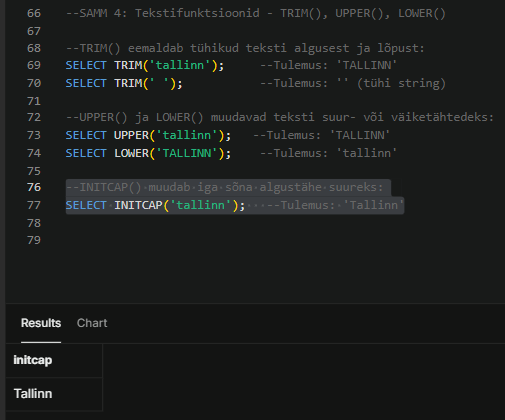 66 --SAMM 4: Tekstifunktsioonid - TRIM(), UPPER(), LOWER()
67
68 --TRIM() eemaldab tühikud teksti algusest ja lõpust:
69 SELECT TRIM('tallinn'); --Tulemus: 'TALLINN'
70 SELECT TRIM(' '); --Tulemus: '' (tühi string)
71
72 --UPPER() ja LOWER() muudavad teksti suur- või väiketähtedeks:
73 SELECT UPPER('tallinn'); --Tulemus: 'TALLINN'
74 SELECT LOWER('TALLINN'); --Tulemus: 'tallinn'
75
76 --INITCAP() muudab iga sõna algustähe suureks:
77 SELECT INITCAP('tallinn'); --Tulemus: 'Tallinn'
78
79
Results Chart
initcap
Tallinn